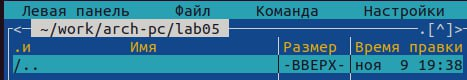 Левая панель Файл Команда Настройки
~/work/arch-pc/lab05 .[^]>
.и Имя Размер Время правки
/.. -ВВЕРХ- ноя 9 19:38